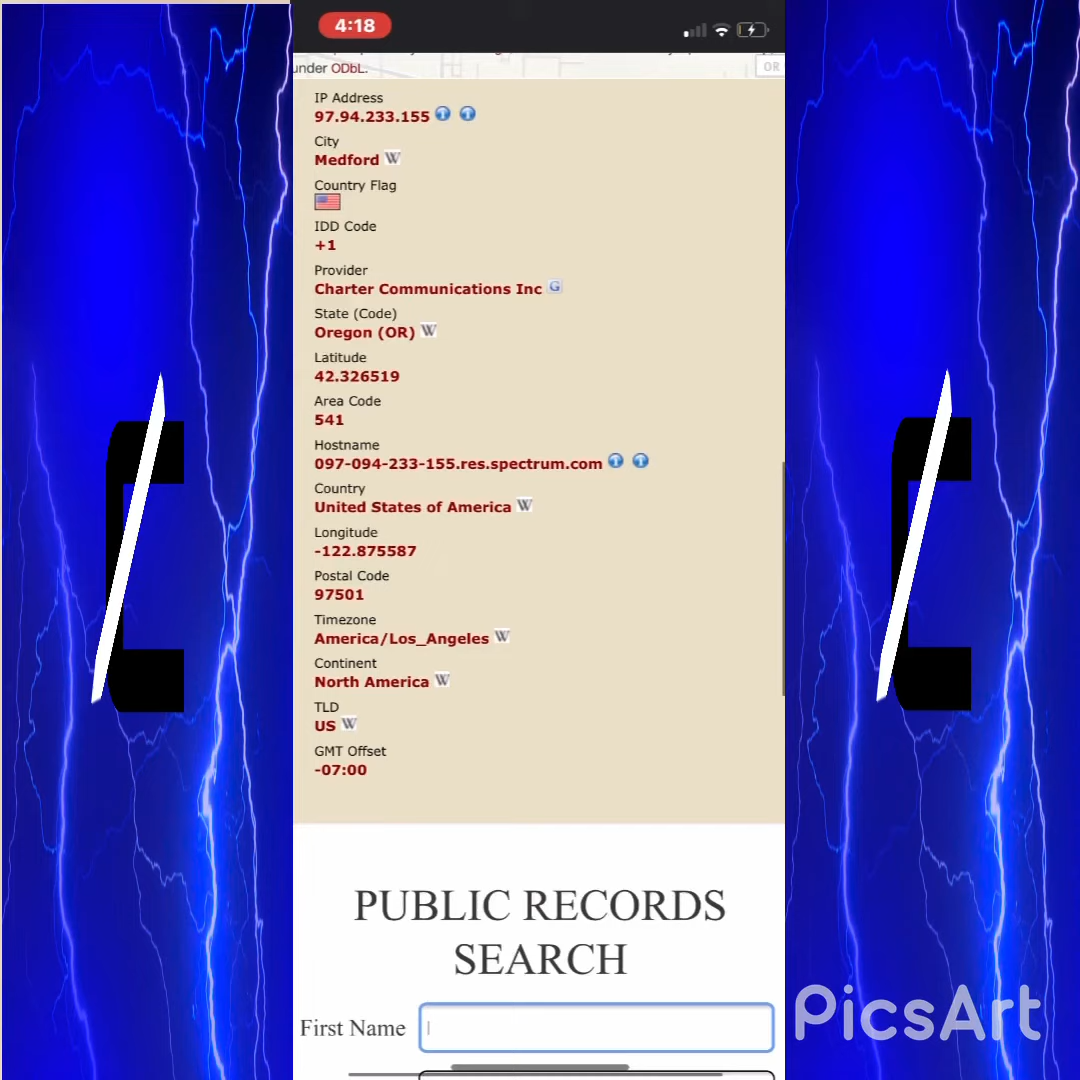 4:18
under ODbL.
OR
IP Address
97.94.233.155
City
Medford W
Country Flag
IDD Code
+1
Provider
Charter Communications Inc G
State (Code)
Oregon (OR) W
Latitude
42.326519
Area Code
541
Hostname
097-094-233-155.res.spectrum.com
Country
United States of America W
Longitude
-122.875587
Postal Code
97501
Timezone
America/Los_Angeles W
Continent
North America W
TLD
US W
GMT Offset
-07:00
PUBLIC RECORDS
SEARCH
First Name
PicsArt